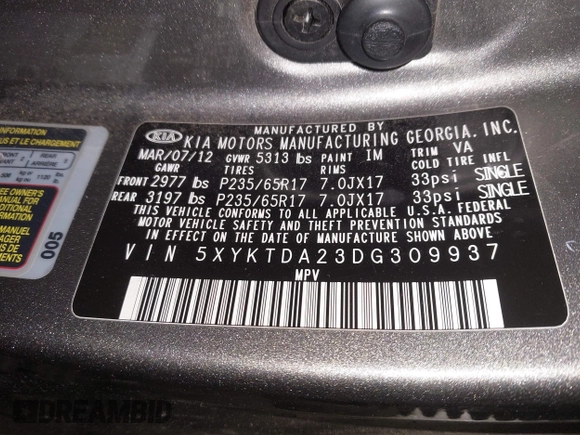 MANUFACTURED BY
KIA KIA MOTORS MANUFACTURING GEORGIA. INC.
MAR/07/12 GVWR 5313 lbs PAINT IM TRIM VA
GAWR TIRES RIMS COLD TIRE INFL
FRONT 2977 lbs P235/65R17 7.0JX17 33psi SINGLE
REAR 3197 lbs P235/65R17 7.0JX17 33psi SINGLE
THIS VEHICLE CONFORMS TO ALL APPLICABLE U.S.A. FEDERAL
MOTOR VEHICLE SAFETY AND THEFT PREVENTION STANDARDS
IN EFFECT ON THE DATE OF MANUFACTURE SHOWN ABOVE
VIN 5XYKTDA23DG309937
MPV
ET LE CHARGEMENT
EE OWNER'S
MANUAL FOR
DDITIONAL
FORMATION
MANUEL
005
DREAMBID